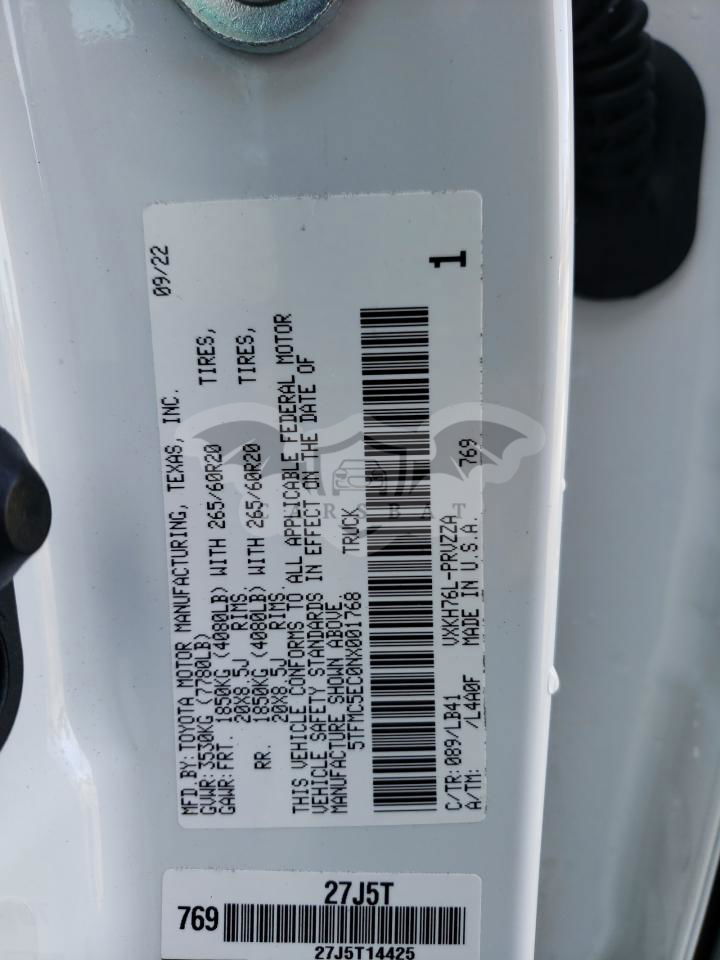 09/22
MFD.BY:TOYOTA MOTOR MANUFACTURING, TEXAS, INC.
GVWR:3530KG (7780LB)
GAWR:FRT. 1850KG (4080LB) WITH 265/60R20 TIRES,
20X8.5J RIMS.
RR. 1850KG (4080LB) WITH 265/60R20 TIRES,
20X8.5J RIMS.
THIS VEHICLE CONFORMS TO ALL APPLICABLE FEDERAL MOTOR
VEHICLE SAFETY STANDARDS IN EFFECT ON THE DATE OF
MANUFACTURE SHOWN ABOVE.
5TFMC5EC0NX001768 TRUCK
1
C/TR:089/LB41 VXKH76L-PRVZZA 769
A/TM: /L4A0F MADE IN U.S.A.
CARSBAT
27J5T
769
27J5T14425